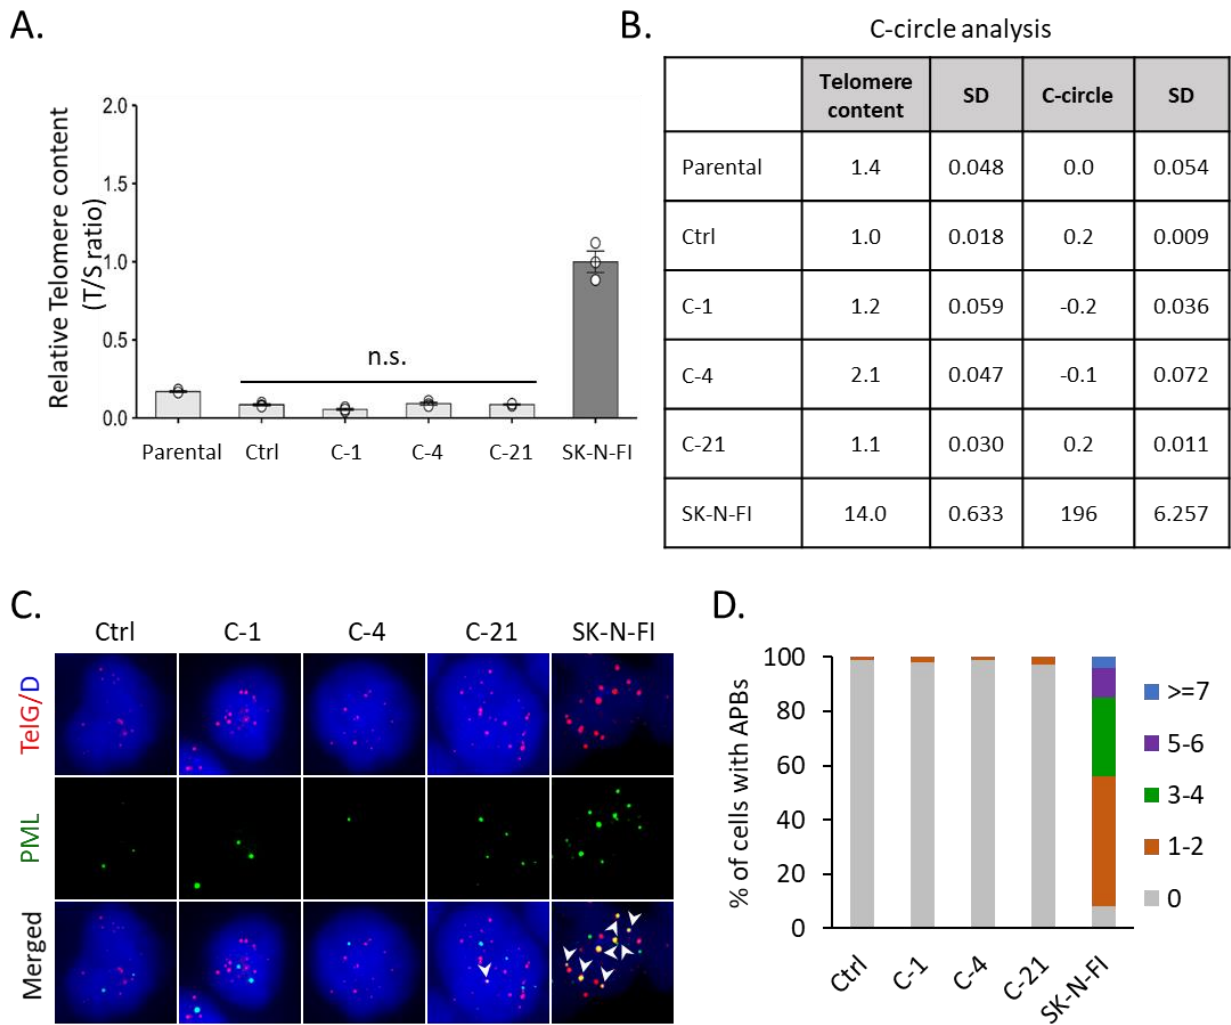 A.
Relative Telomere content
(T/S ratio)
2.0
1.5
1.0
0.5
0.0
n.s.
Parental Ctrl C-1 C-4 C-21 SK-N-FI
B.
C-circle analysis
Telomere content SD C-circle SD
Parental 1.4 0.048 0.0 0.054
Ctrl 1.0 0.018 0.2 0.009
C-1 1.2 0.059 -0.2 0.036
C-4 2.1 0.047 -0.1 0.072
C-21 1.1 0.030 0.2 0.011
SK-N-FI 14.0 0.633 196 6.257
C.
Ctrl C-1 C-4 C-21 SK-N-FI
TelG/D
PML
Merged
D.
% of cells with APBs
100
80
60
40
20
0
Ctrl C-1 C-4 C-21 SK-N-FI
>=7
5-6
3-4
1-2
0